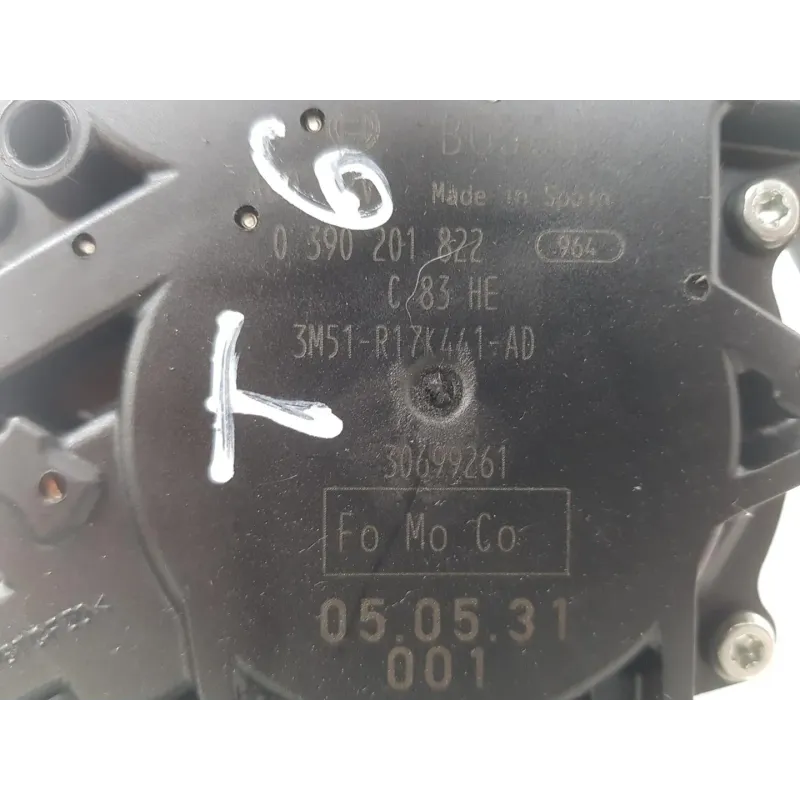 6
Made in Spain
0 390 201 822 964
C 83 HE
3M51-R17K441-AD
T
30699261
Fo Mo Co
05.05.31
001